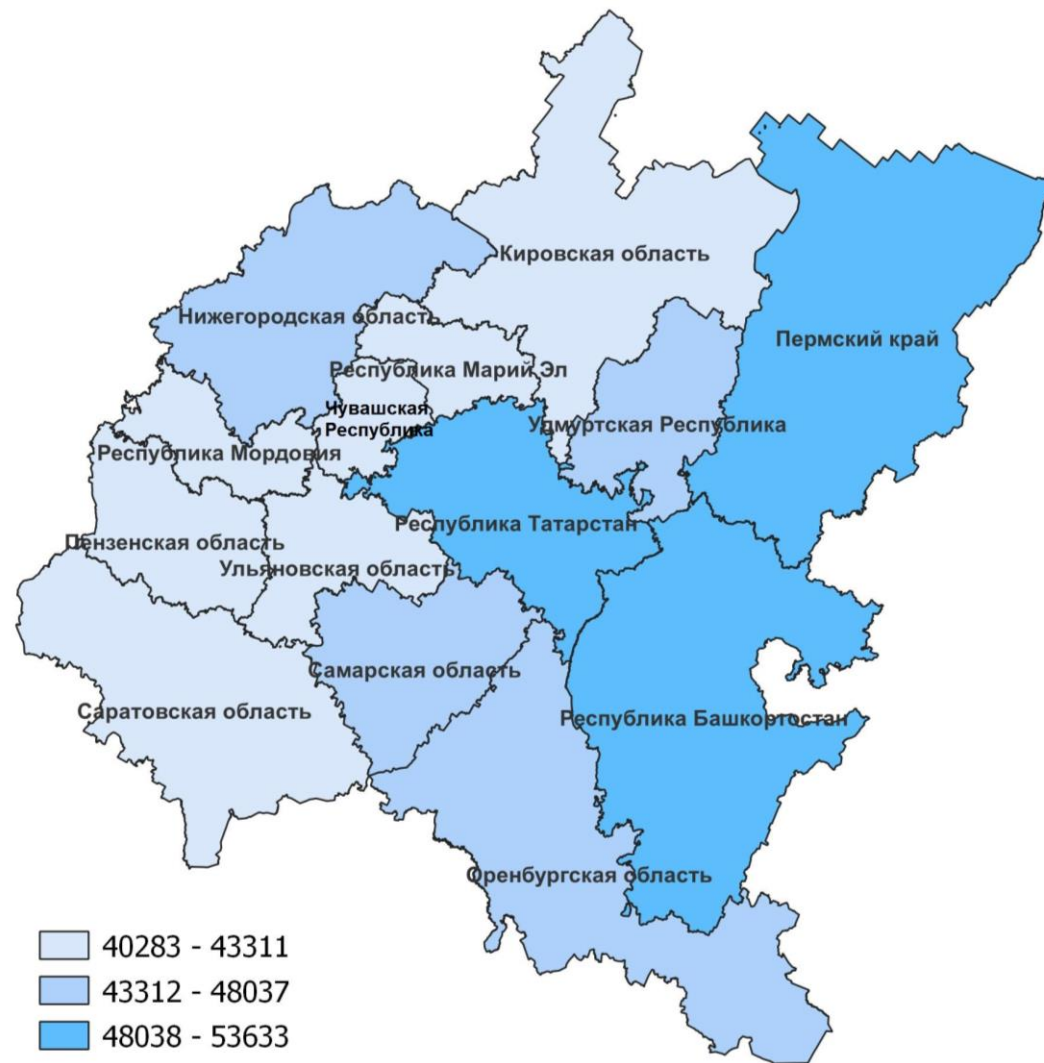 Кировская область
Нижегородская область
Пермский край
Республика Марий Эл
Чувашская
Республика
Удмуртская Республика
Республика Мордовия
Республика Татарстан
Пензенская область
Ульяновская область
Самарская область
Саратовская область
Республика Башкортостан
Оренбургская область
40283 - 43311
43312 - 48037
48038 - 53633